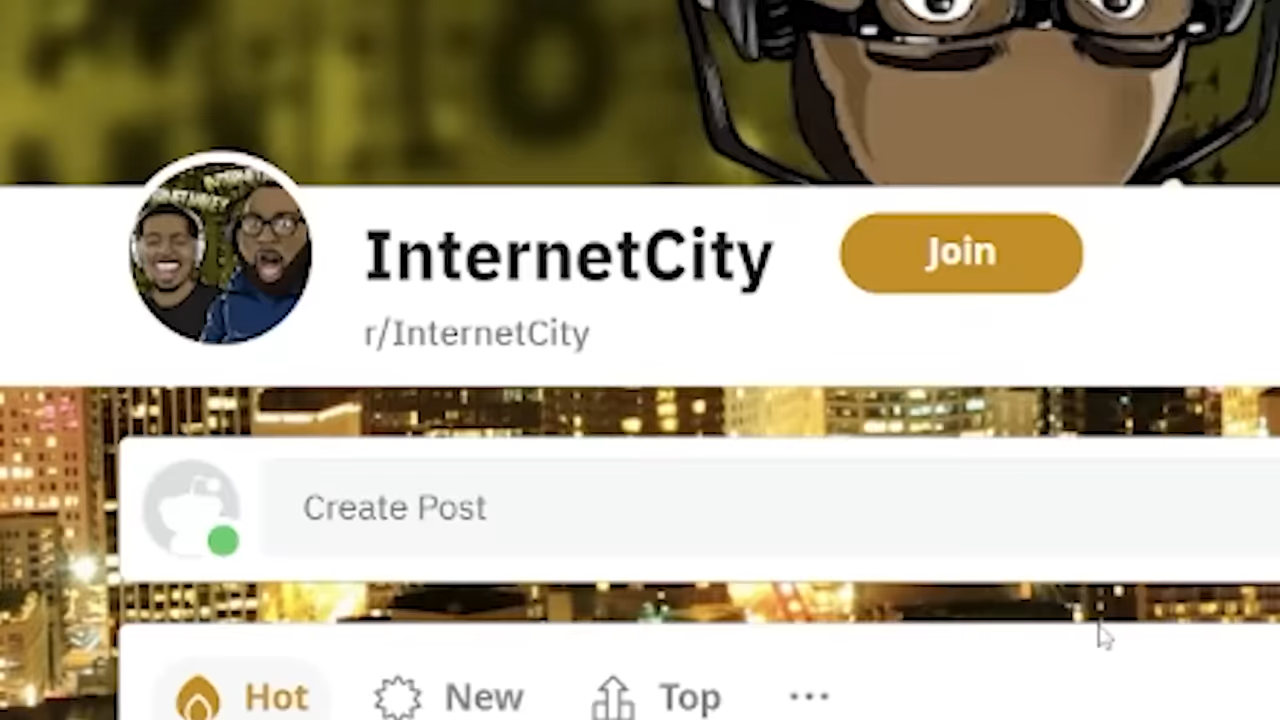 InternetCity
Join
r/InternetCity
Create Post
Hot
New
Top